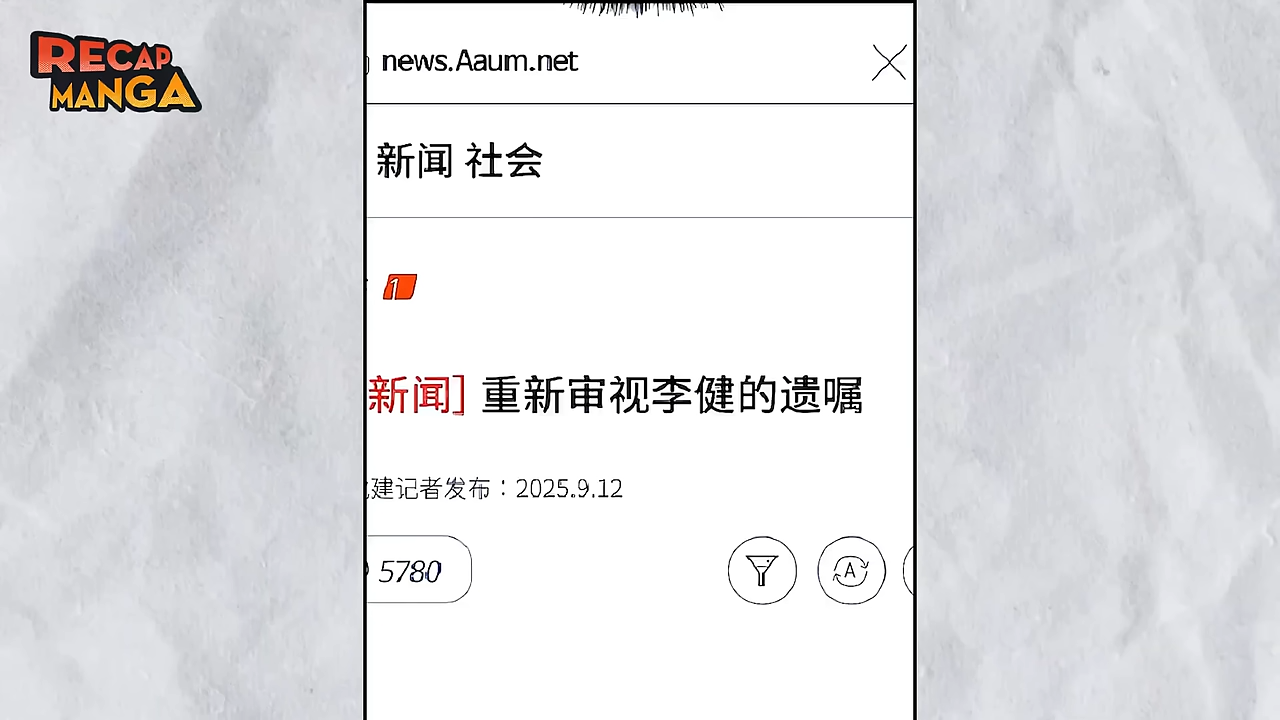 RECAP
MANGA
news.Aaum.net
新闻 社会
1
新闻] 重新审视李健的遗嘱
建记者发布：2025.9.12
5780
A